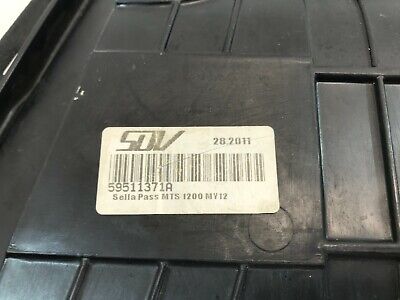 SDV
28.2011
59511371A
Sella Pass MTS 1200 MY12